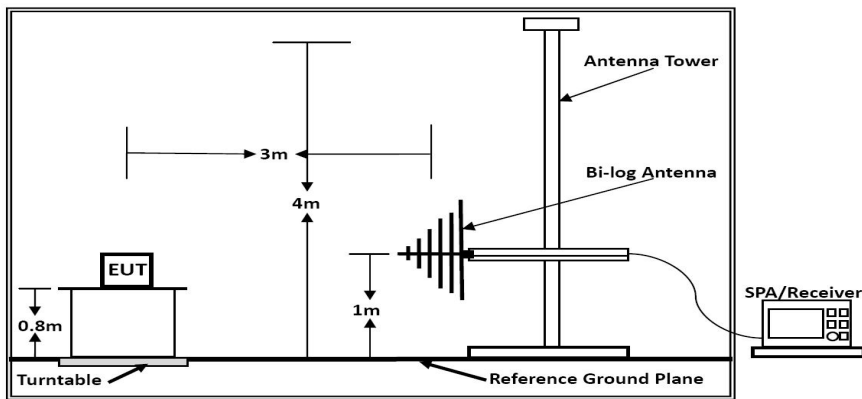 Antenna Tower
3m
Bi-log Antenna
4m
EUT
SPA/Receiver
0.8m
1m
Turntable
Reference Ground Plane